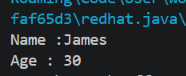 faf65d3\redhat.java\
Name :James
Age : 30